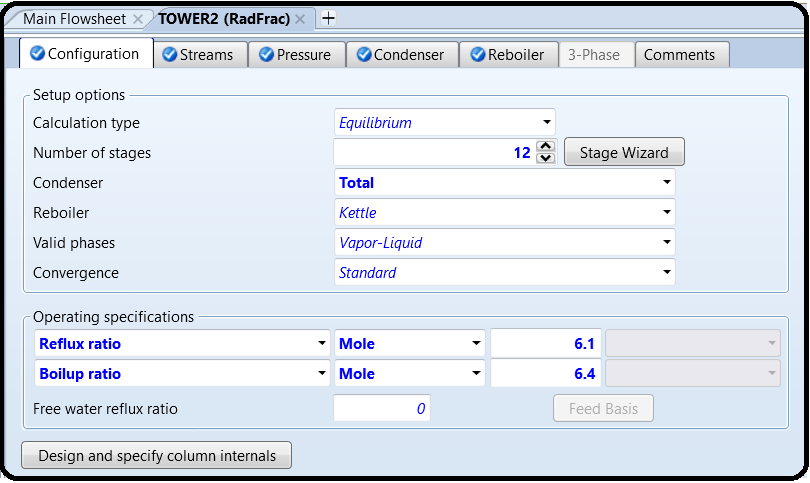 Main Flowsheet × TOWER2 (RadFrac) × +
Configuration Streams Pressure Condenser Reboiler 3-Phase Comments
Setup options
Calculation type Equilibrium
Number of stages 12 Stage Wizard
Condenser Total
Reboiler Kettle
Valid phases Vapor-Liquid
Convergence Standard
Operating specifications
Reflux ratio Mole 6.1
Boilup ratio Mole 6.4
Free water reflux ratio 0 Feed Basis
Design and specify column internals